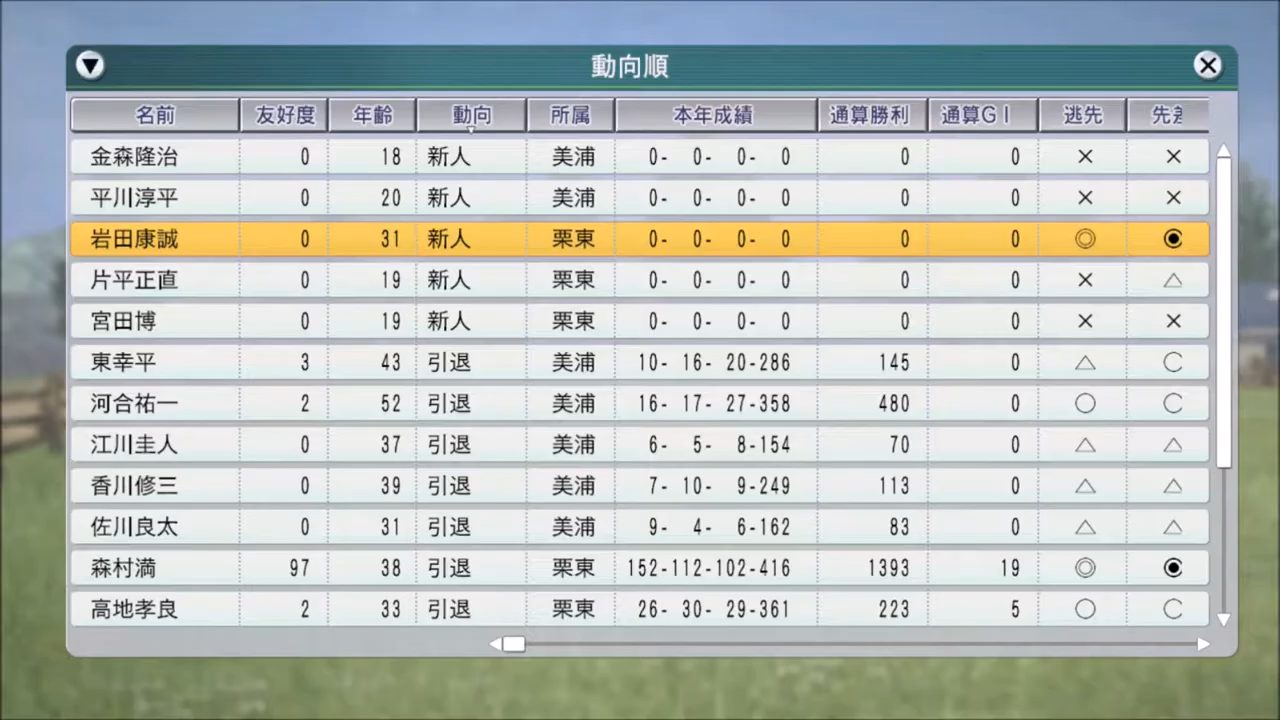 動向順
名前 友好度 年齢 動向 所属 本年成績 通算勝利 通算GⅠ 逃先 先差
金森隆治 0 18 新人 美浦 0- 0- 0- 0 0 0 × ×
平川淳平 0 20 新人 美浦 0- 0- 0- 0 0 0 × ×
岩田康誠 0 31 新人 栗東 0- 0- 0- 0 0 0 ◎ ◉
片平正直 0 19 新人 栗東 0- 0- 0- 0 0 0 × △
宮田博 0 19 新人 栗東 0- 0- 0- 0 0 0 × ×
東幸平 3 43 引退 美浦 10- 16- 20-286 145 0 △ ○
河合祐一 2 52 引退 美浦 16- 17- 27-358 480 0 ○ ○
江川圭人 0 37 引退 美浦 6- 5- 8-154 70 0 △ △
香川修三 0 39 引退 美浦 7- 10- 9-249 113 0 △ △
佐川良太 0 31 引退 美浦 9- 4- 6-162 83 0 △ △
森村満 97 38 引退 栗東 152-112-102-416 1393 19 ◎ ◉
高地孝良 2 33 引退 栗東 26- 30- 29-361 223 5 ○ ○